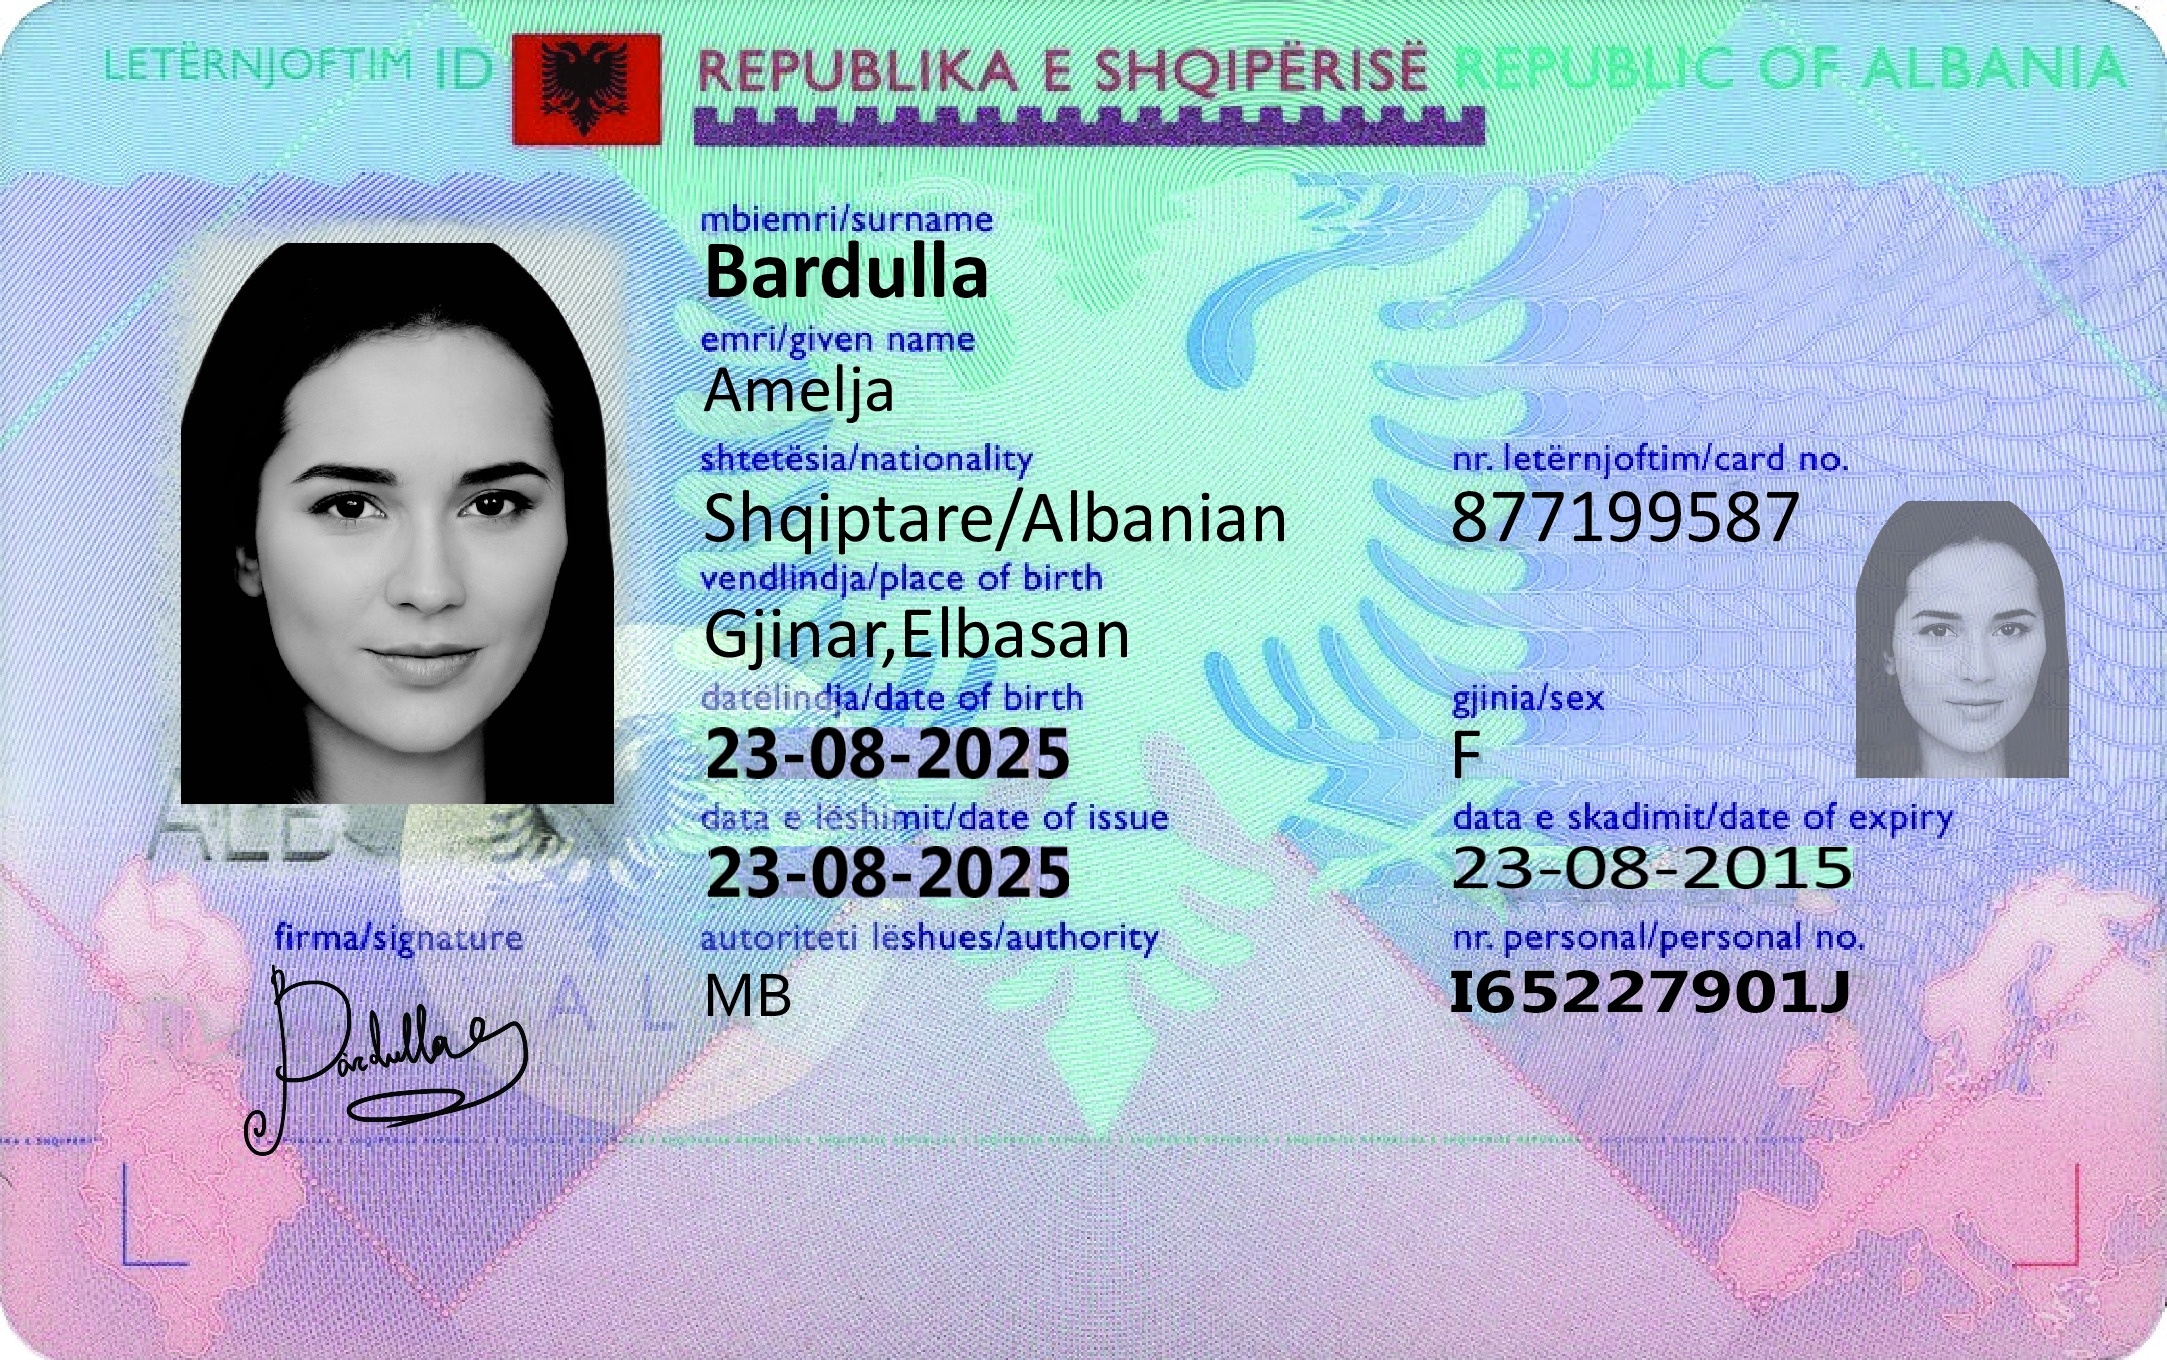 LETËRNJOFTIM ID REPUBLIKA E SHQIPËRISË REPUBLIC OF ALBANIA
mbiemri/surname
Bardulla
emri/given name
Amelja
shtetësia/nationality
Shqiptare/Albanian
nr. letërnjoftim/card no.
877199587
vendlindja/place of birth
Gjinar,Elbasan
datëlindja/date of birth
23-08-2025
gjinia/sex
F
data e lëshimit/date of issue
23-08-2025
data e skadimit/date of expiry
23-08-2015
autoriteti lëshues/authority
MB
nr. personal/personal no.
I65227901J
ALB
firma/signature
Bardulla
A L